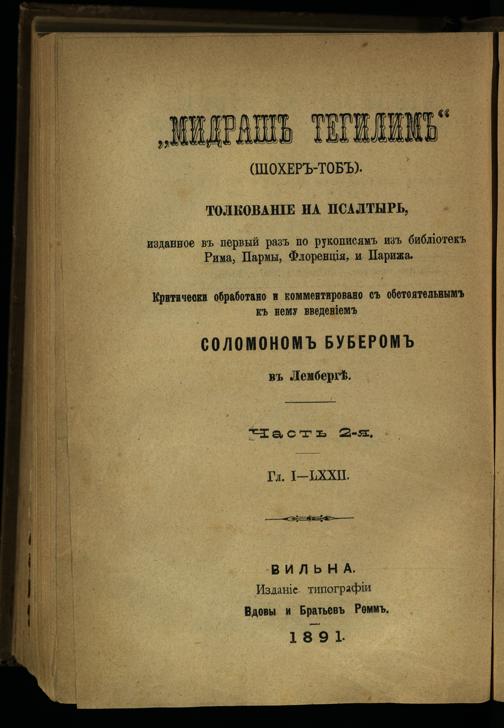 „МИДРАШЪ ТЕГИЛИМЪ“
(ШОХЕРЪ-ТОБЪ).
ТОЛКОВАНІЕ НА ПСАЛТЫРЬ,
изданное въ первый разъ по рукописямъ изъ библіотекъ
Рима, Пармы, Флоренція, и Парижа.
Критически обработано и комментировано съ обстоятельнымъ
къ нему введеніемъ
СОЛОМОНОМЪ БУБЕРОМЪ
въ Лембергѣ.
Часть 2-я.
Гл. I—LXXII.
ВИЛЬНА.
Изданіе типографіи
Вдовы и Братьевъ Роммъ.
1891.